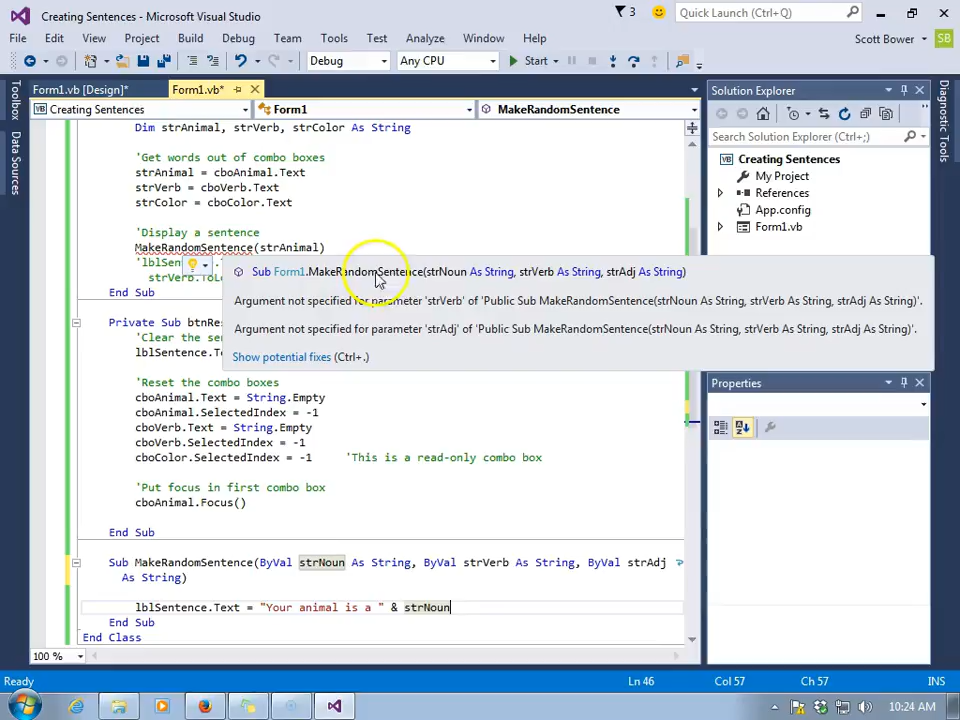 Creating Sentences - Microsoft Visual Studio
3
Quick Launch (Ctrl+Q)
File Edit View Project Build Debug Team Tools Test Analyze Window Help
Scott Bower SB
Debug Any CPU Start
Toolbox
Data Sources
Form1.vb [Design]*
Form1.vb*
Creating Sentences Form1 MakeRandomSentence
Dim strAnimal, strVerb, strColor As String
'Get words out of combo boxes
strAnimal = cboAnimal.Text
strVerb = cboVerb.Text
strColor = cboColor.Text
'Display a sentence
MakeRandomSentence(strAnimal)
Sub Form1.MakeRandomSentence(strNoun As String, strVerb As String, strAdj As String)
Argument not specified for parameter 'strVerb' of 'Public Sub MakeRandomSentence(strNoun As String, strVerb As String, strAdj As String)'.
Argument not specified for parameter 'strAdj' of 'Public Sub MakeRandomSentence(strNoun As String, strVerb As String, strAdj As String)'.
Show potential fixes (Ctrl+.)
End Sub
Private Sub
'Clear the
'Reset the combo boxes
cboAnimal.Text = String.Empty
cboAnimal.SelectedIndex = -1
cboVerb.Text = String.Empty
cboVerb.SelectedIndex = -1
cboColor.SelectedIndex = -1 'This is a read-only combo box
'Put focus in first combo box
cboAnimal.Focus()
End Sub
Sub MakeRandomSentence(ByVal strNoun As String, ByVal strVerb As String, ByVal strAdj
As String)
lblSentence.Text = "Your animal is a " & strNoun
End Sub
End Class
100 %
Solution Explorer
Search Solution Explorer (Ctrl+;)
Creating Sentences
My Project
References
App.config
Form1.vb
Properties
Diagnostic Tools
Ready Ln 46 Col 57 Ch 57 INS
10:24 AM